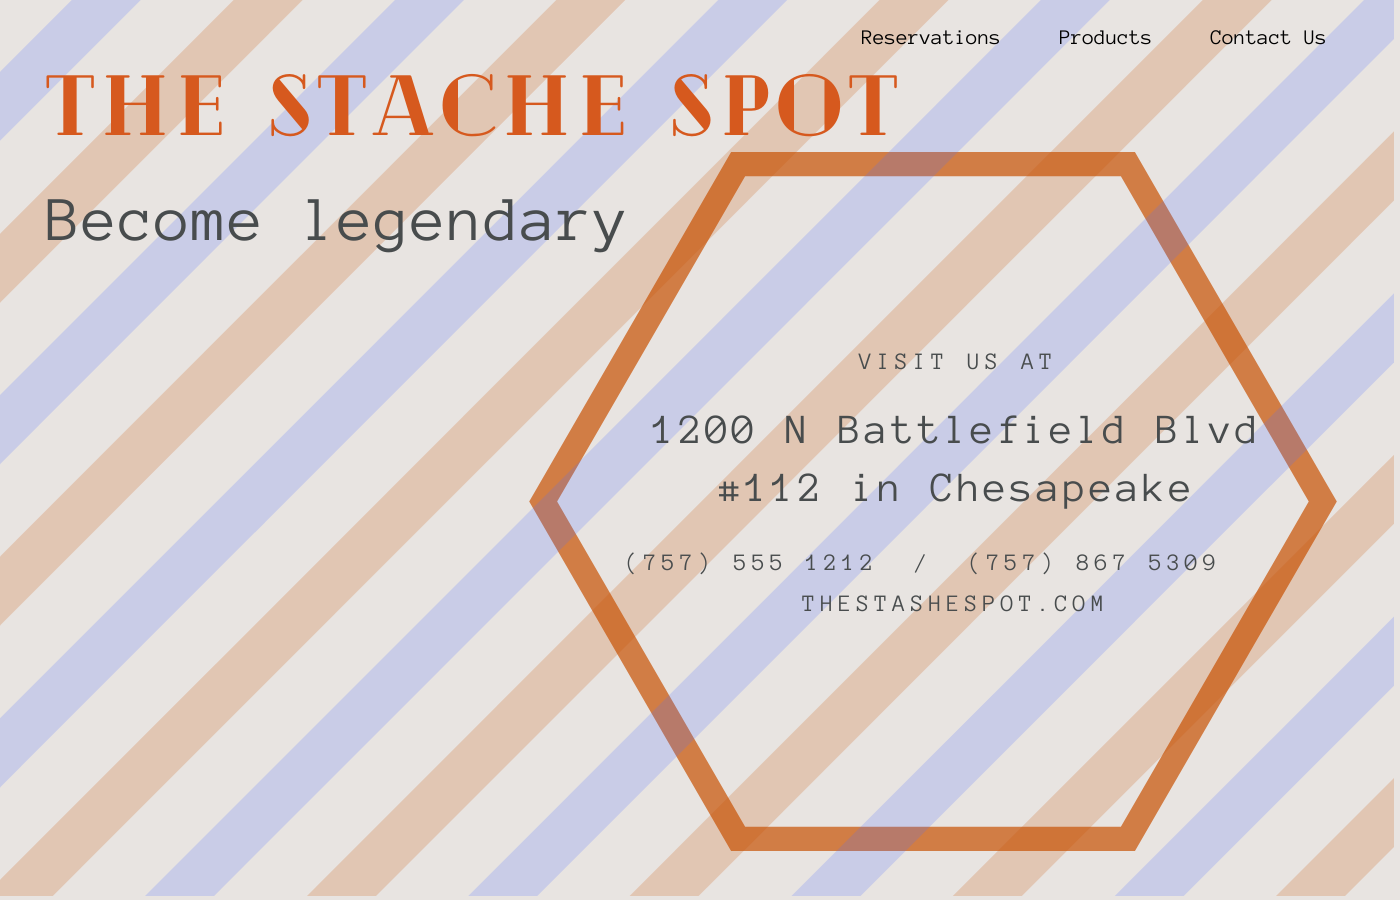 Reservations Products Contact Us
THE STACHE SPOT
Become legendary
VISIT US AT
1200 N Battlefield Blvd
#112 in Chesapeake
(757) 555 1212 / (757) 867 5309
THESTASHESPOT.COM